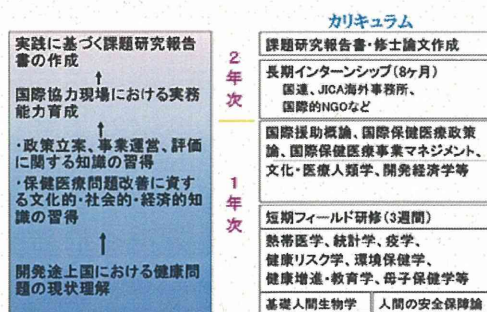 カリキュラム
実践に基づく課題研究報告
書の作成
↑
国際協力現場における実務
能力育成
↑
・政策立案、事業運営、評価
に関する知識の習得
・保健医療問題改善に資す
る文化的・社会的・経済的知
識の習得
↑
開発途上国における健康問
題の現状理解
2年次
1年次
課題研究報告書・修士論文作成
長期インターンシップ(8ヶ月)
国連、JICA海外事務所、
国際的NGOなど
国際援助概論、国際保健医療政策
論、国際保健医療事業マネジメント、
文化・医療人類学、開発経済学等
短期フィールド研修(3週間)
熱帯医学、統計学、疫学、
健康リスク学、環境保健学、
健康増進・教育学、母子保健学等
基礎人間生物学
人間の安全保障論